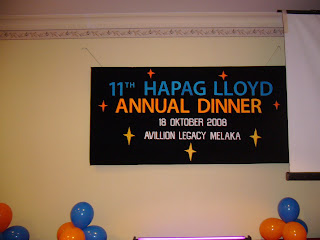 11TH HAPAG LLOYD
ANNUAL DINNER
18 OKTOBER 2008
AVILLION LEGACY MELAKA